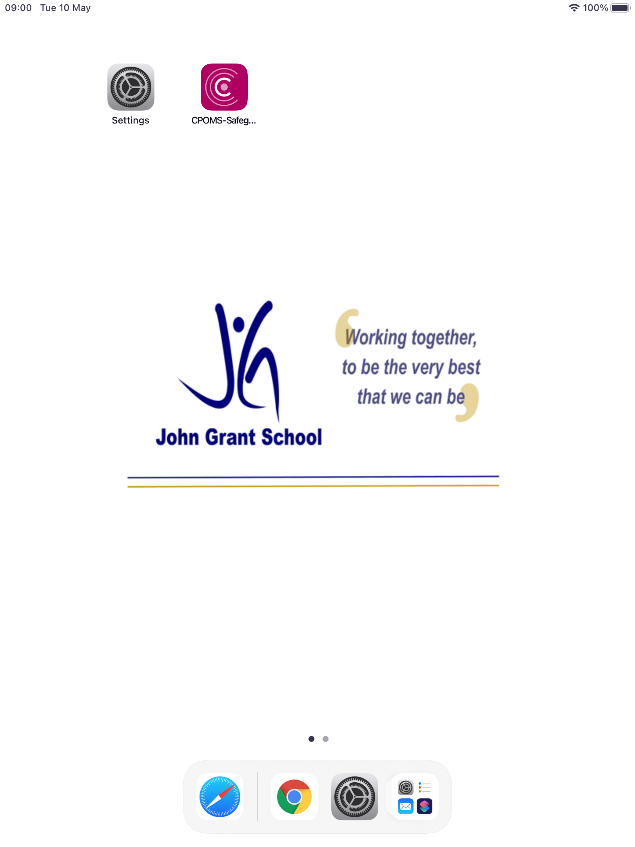 09:00 Tue 10 May
100%
Settings
CPOMS-Safeg...
Working together,
to be the very best
that we can be
John Grant School